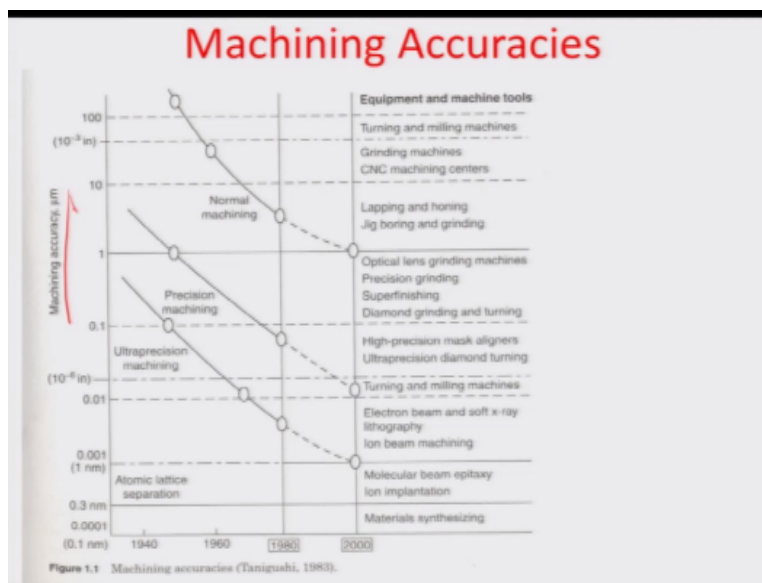 Machining Accuracies
Equipment and machine tools
100
Turning and milling machines
(10⁻³ in)
Grinding machines
CNC machining centers
10
Normal
machining
Lapping and honing
Jig boring and grinding
Machining accuracy, μm
1
Optical lens grinding machines
Precision grinding
Superfinishing
Diamond grinding and turning
Precision
machining
0.1
High-precision mask aligners
Ultraprecision diamond turning
Ultraprecision
machining
(10⁻⁶ in)
Turning and milling machines
0.01
Electron beam and soft x-ray
lithography
Ion beam machining
0.001
(1 nm)
Molecular beam epitaxy
Ion implantation
Atomic lattice
separation
0.3 nm
Materials synthesizing
0.0001
(0.1 nm)
1940
1960
1980
2000
Figure 1.1 Machining accuracies (Tanigushi, 1983).